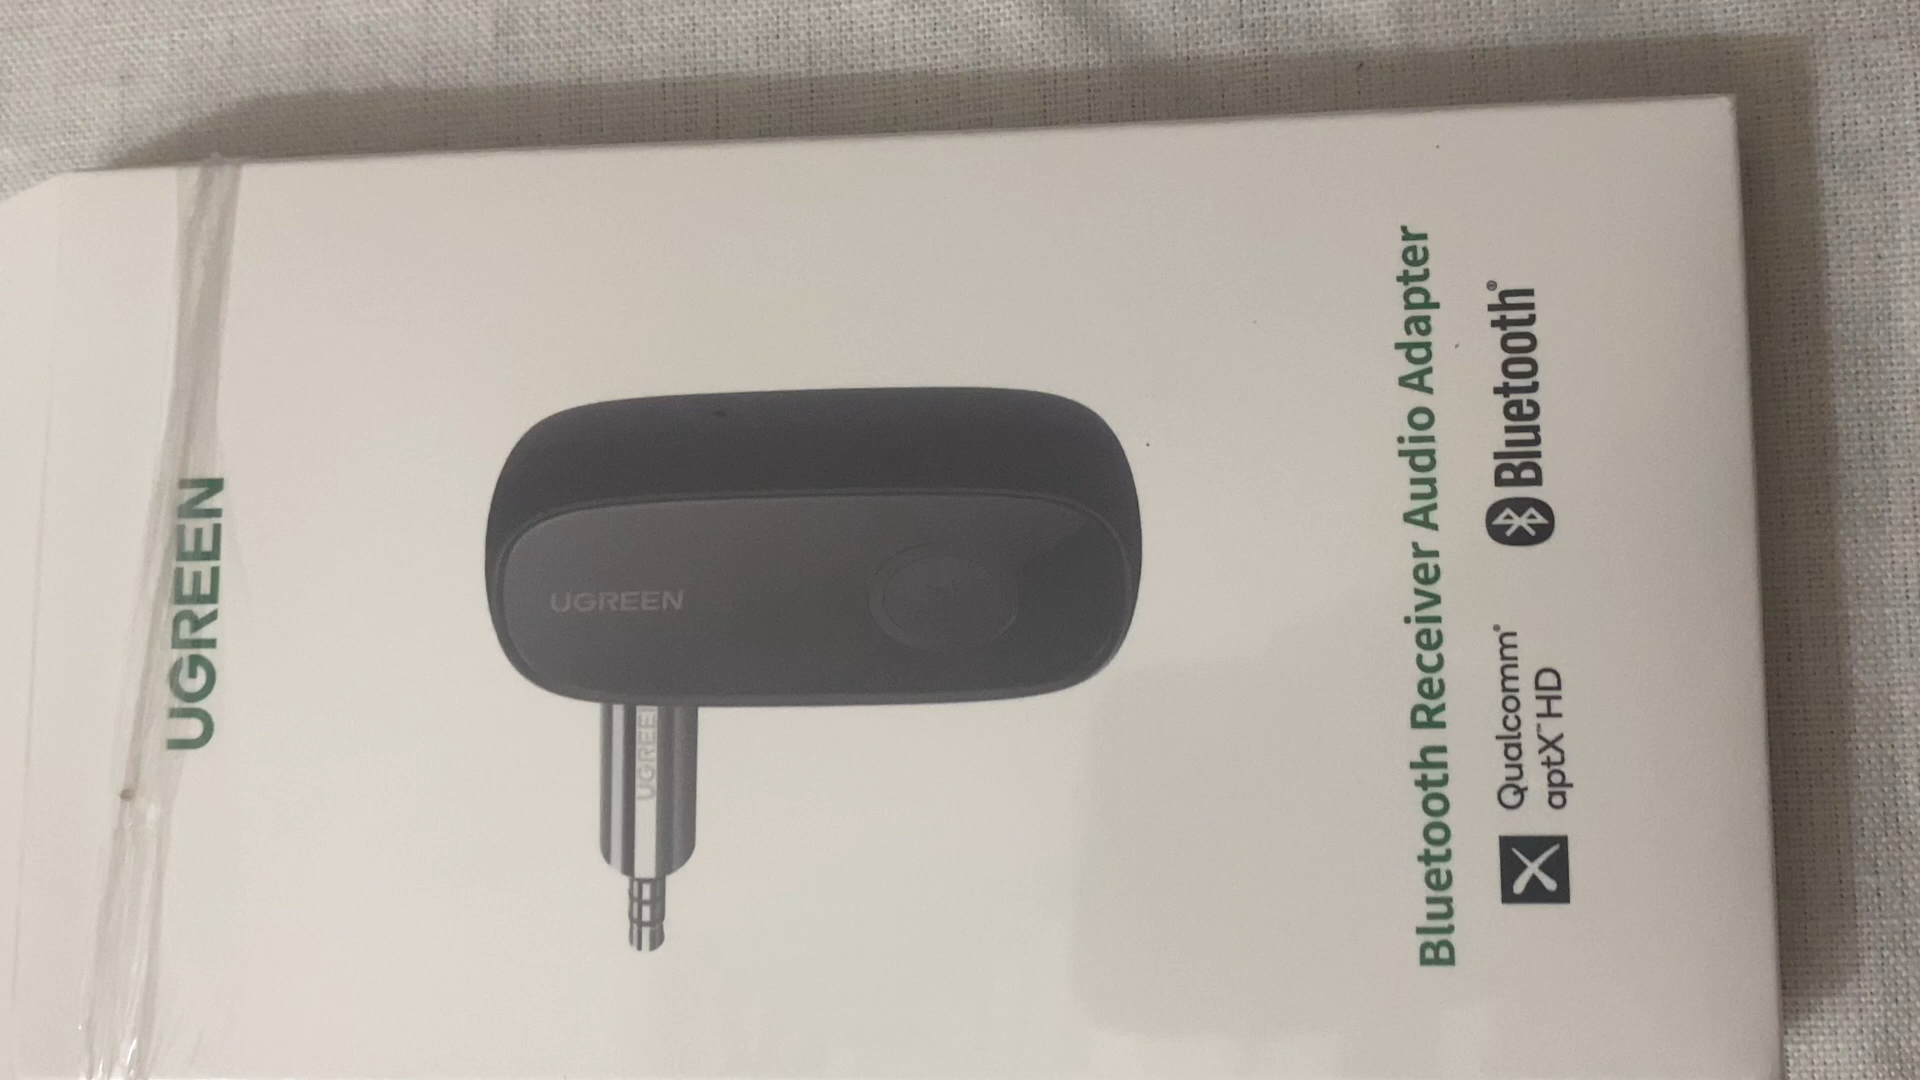 UGREEN
UGREEN
UGREEN
Bluetooth Receiver Audio Adapter
Qualcomm®
aptX™ HD
Bluetooth®